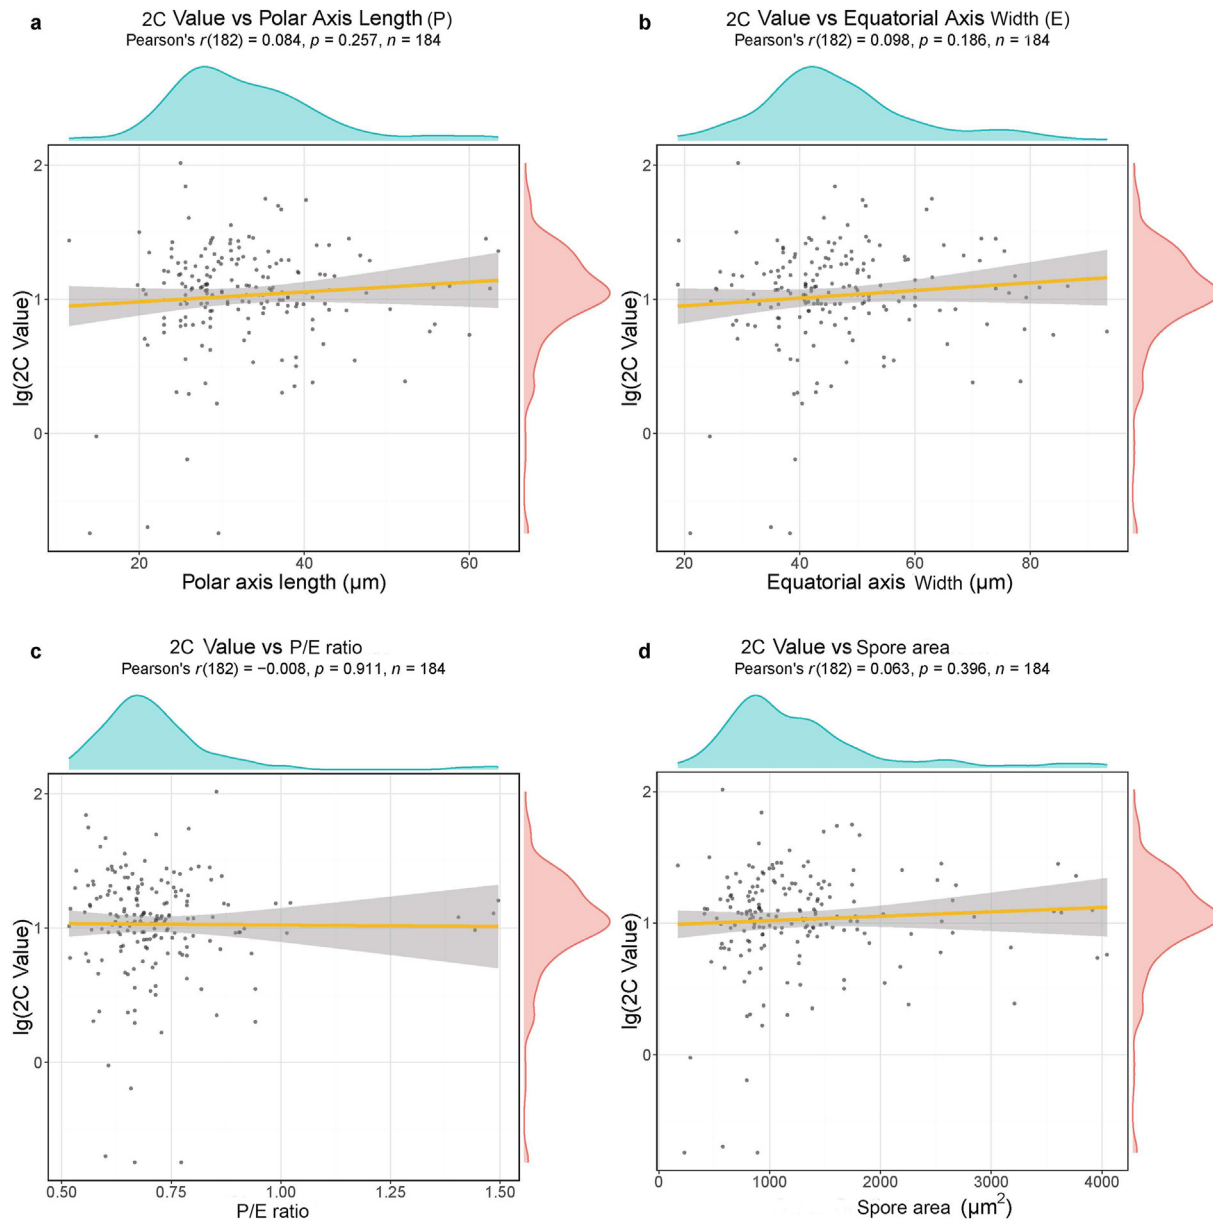 a
2C Value vs Polar Axis Length (P)
Pearson's r(182) = 0.084, p = 0.257, n = 184
2
1
0
lg(2C Value)
20 40 60
Polar axis length (μm)
b
2C Value vs Equatorial Axis Width (E)
Pearson's r(182) = 0.098, p = 0.186, n = 184
2
1
0
lg(2C Value)
20 40 60 80
Equatorial axis Width (μm)
c
2C Value vs P/E ratio
Pearson's r(182) = −0.008, p = 0.911, n = 184
2
1
0
lg(2C Value)
0.50 0.75 1.00 1.25 1.50
P/E ratio
d
2C Value vs Spore area
Pearson's r(182) = 0.063, p = 0.396, n = 184
2
1
0
lg(2C Value)
0 1000 2000 3000 4000
Spore area (μm²)